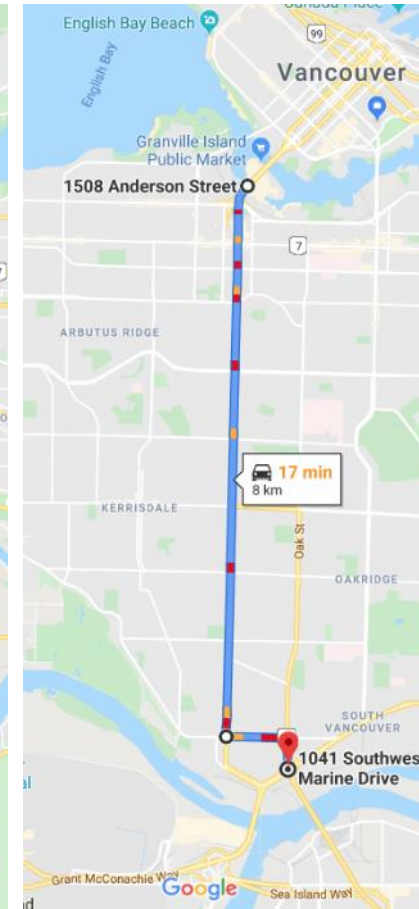 English Bay Beach
99
English Bay
Vancouver
Granville Island
Public Market
1508 Anderson Street
7
ARBUTUS RIDGE
17 min
8 km
KERRISDALE
Oak St
OAKRIDGE
SOUTH
VANCOUVER
1041 Southwes
Marine Drive
al
Grant McConachie Way
Google
Sea Island Way
d